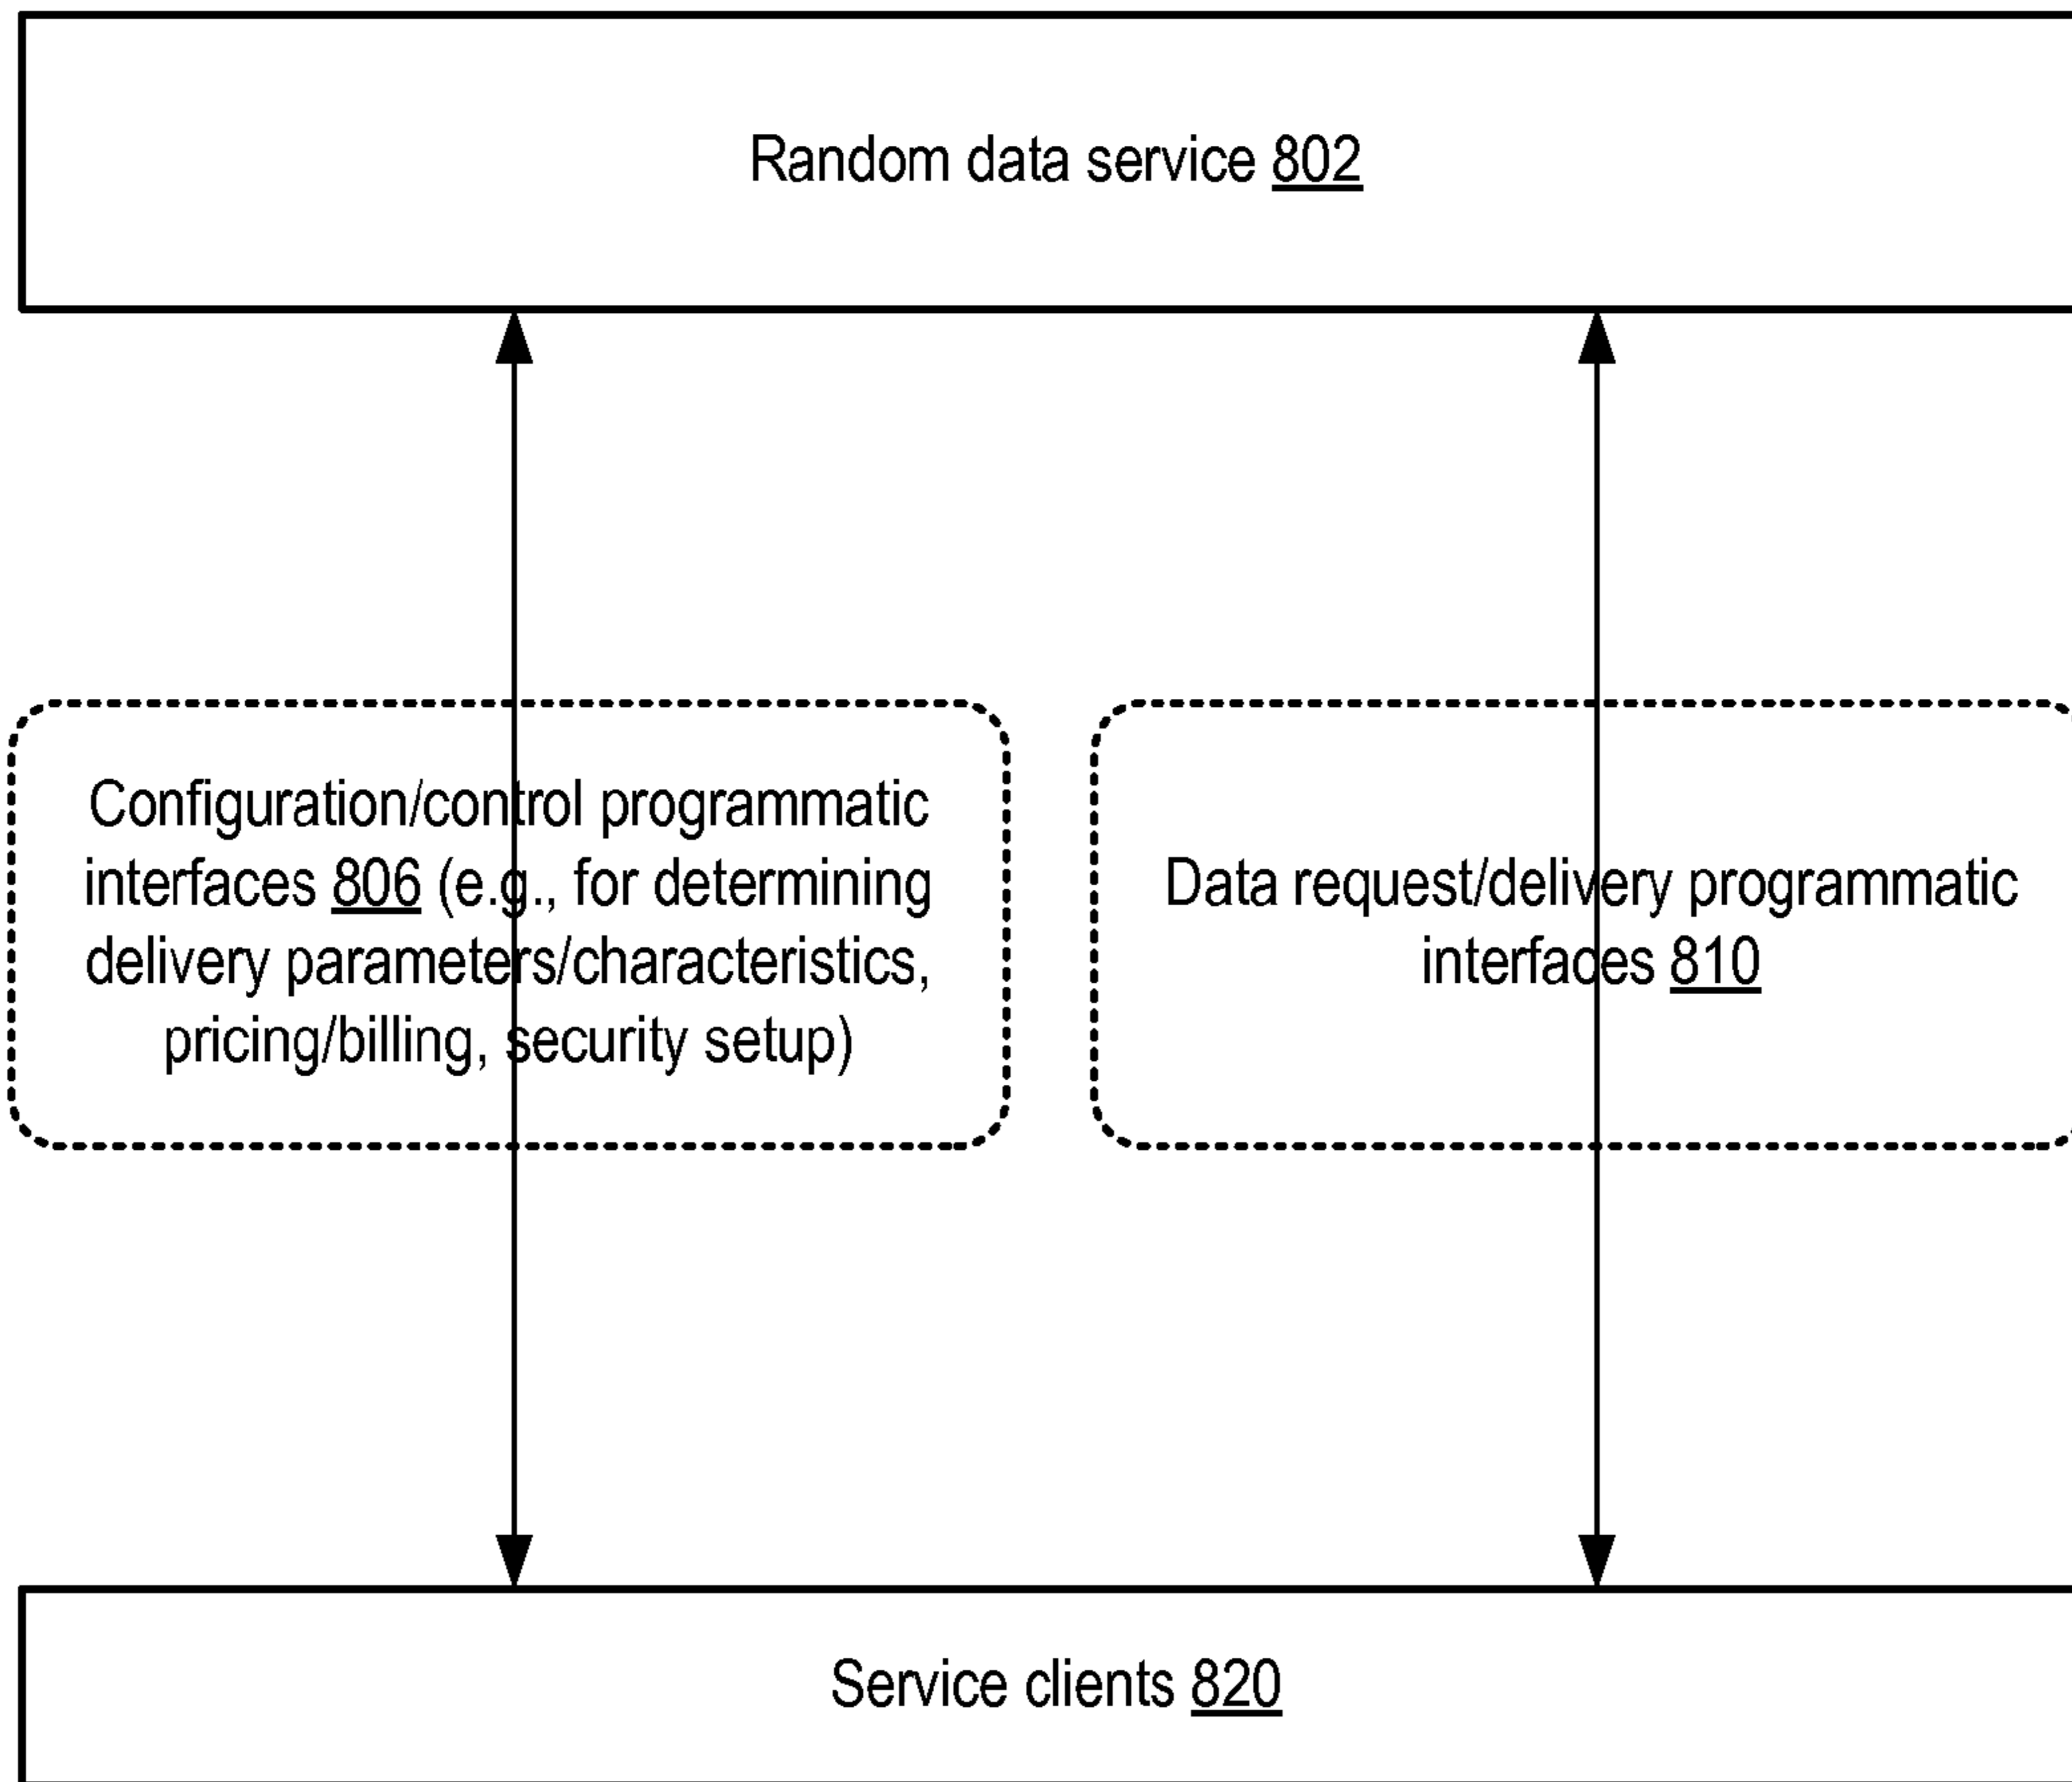 Random data service 802
Configuration/control programmatic
interfaces 806 (e.g., for determining
delivery parameters/characteristics,
pricing/billing, security setup)
Data request/delivery programmatic
interfaces 810
Service clients 820